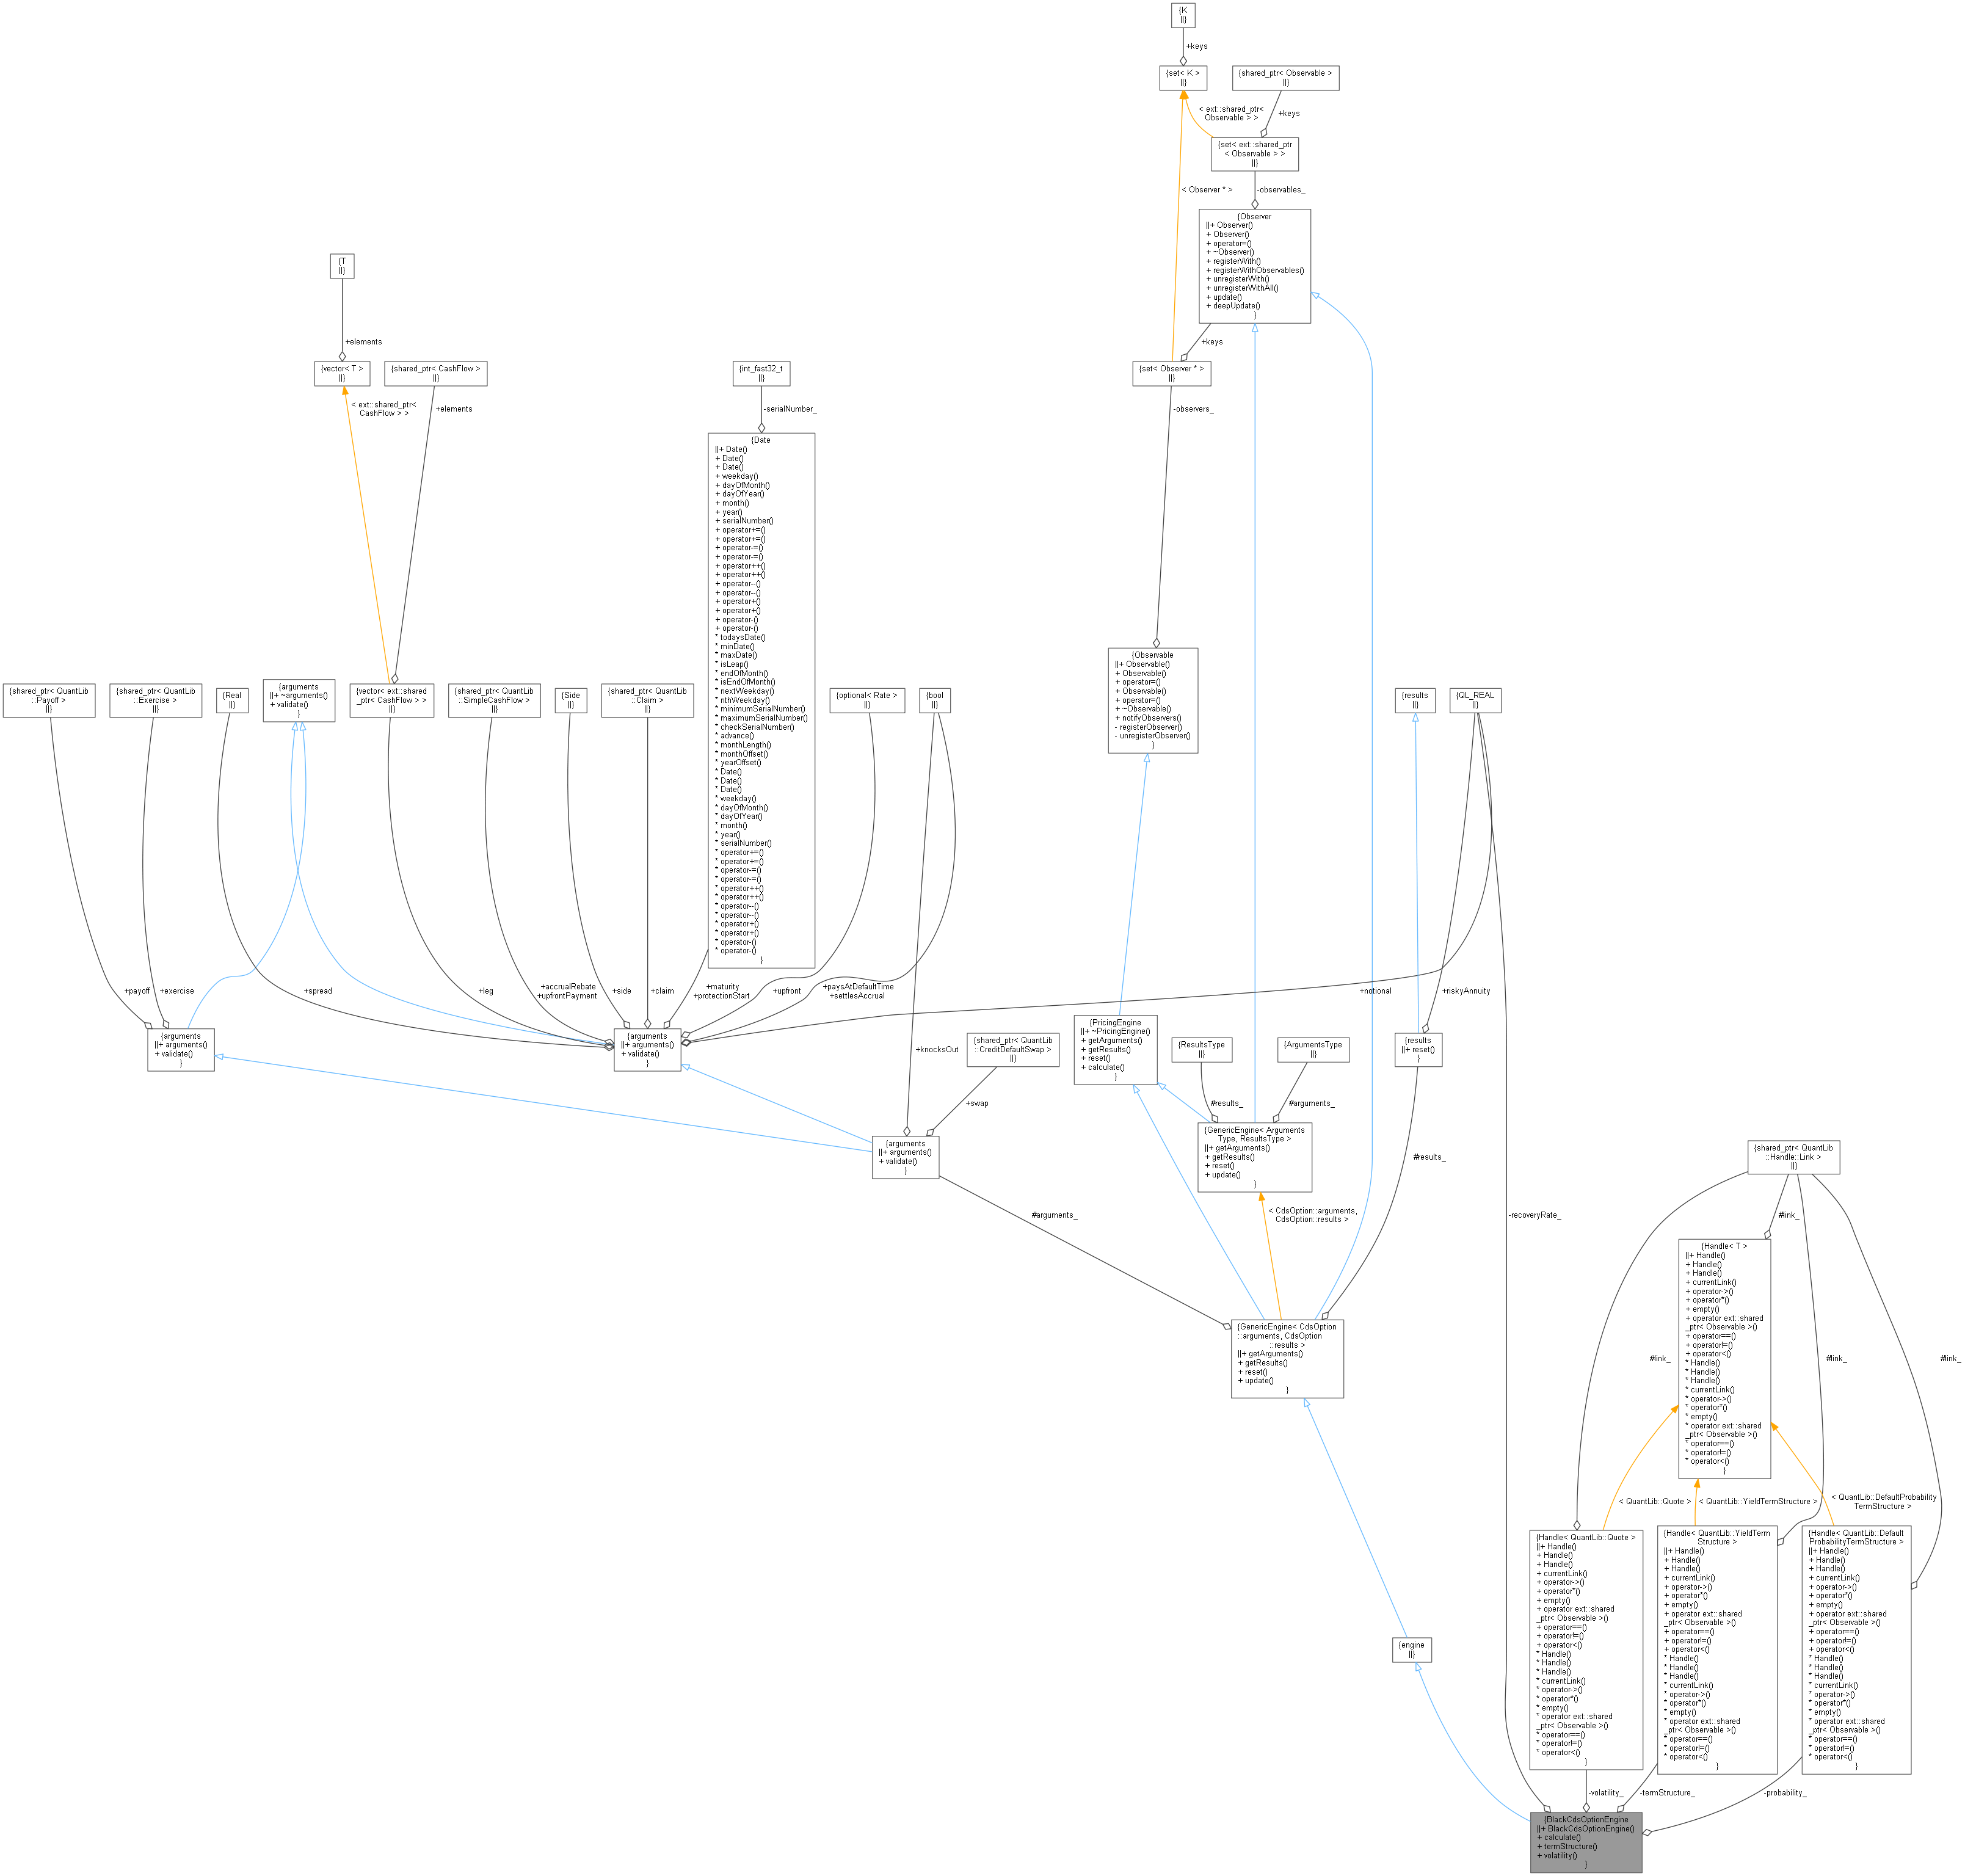 {K
||}
+keys
{set< K >
||}
{shared_ptr< Observable >
||}
< ext::shared_ptr<
Observable > >
+keys
{set< ext::shared_ptr
< Observable > >
||}
< Observer * >
-observables_
{Observer
||+ Observer()
+ Observer()
+ operator=()
+ ~Observer()
+ registerWith()
+ registerWithObservables()
+ unregisterWith()
+ unregisterWithAll()
+ update()
+ deepUpdate()
}
{T
||}
+elements
+keys
{vector< T >
||}
{shared_ptr< CashFlow >
||}
{int_fast32_t
||}
{set< Observer * >
||}
< ext::shared_ptr<
CashFlow > >
+elements
-serialNumber_
-observers_
{Date
||+ Date()
+ Date()
+ Date()
+ weekday()
+ dayOfMonth()
+ dayOfYear()
+ month()
+ year()
+ serialNumber()
+ operator+=()
+ operator+=()
+ operator-=()
+ operator-=()
+ operator++()
+ operator++()
+ operator--()
+ operator--()
+ operator+()
+ operator+()
+ operator-()
+ operator-()
* todaysDate()
* minDate()
* maxDate()
* isLeap()
* endOfMonth()
* isEndOfMonth()
* nextWeekday()
* nthWeekday()
* minimumSerialNumber()
* maximumSerialNumber()
* checkSerialNumber()
* advance()
* monthLength()
* monthOffset()
* yearOffset()
* Date()
* Date()
* Date()
* weekday()
* dayOfMonth()
* dayOfYear()
* month()
* year()
* serialNumber()
* operator+=()
* operator+=()
* operator-=()
* operator-=()
* operator++()
* operator++()
* operator--()
* operator--()
* operator+()
* operator+()
* operator-()
* operator-()
}
{Observable
||+ Observable()
+ Observable()
+ operator=()
+ Observable()
+ operator=()
+ ~Observable()
+ notifyObservers()
- registerObserver()
- unregisterObserver()
}
{shared_ptr< QuantLib
::Payoff >
||}
{shared_ptr< QuantLib
::Exercise >
||}
{Real
||}
{arguments
||+ ~arguments()
+ validate()
}
{vector< ext::shared
_ptr< CashFlow > >
||}
{shared_ptr< QuantLib
::SimpleCashFlow >
||}
{Side
||}
{shared_ptr< QuantLib
::Claim >
||}
{optional< Rate >
||}
{bool
||}
{results
||}
{QL_REAL
||}
+payoff
+exercise
+spread
+leg
+accrualRebate
+upfrontPayment
+side
+claim
+maturity
+protectionStart
+upfront
+paysAtDefaultTime
+settlesAccrual
+notional
+riskyAnnuity
{arguments
||+ arguments()
+ validate()
}
{arguments
||+ arguments()
+ validate()
}
+knocksOut
{shared_ptr< QuantLib
::CreditDefaultSwap >
||}
{PricingEngine
||+ ~PricingEngine()
+ getArguments()
+ getResults()
+ reset()
+ calculate()
}
{ResultsType
||}
{ArgumentsType
||}
{results
||+ reset()
}
+swap
#results_
#arguments_
{arguments
||+ arguments()
+ validate()
}
{GenericEngine< Arguments
Type, ResultsType >
||+ getArguments()
+ getResults()
+ reset()
+ update()
}
#results_
{shared_ptr< QuantLib
::Handle::Link >
||}
#arguments_
< CdsOption::arguments,
CdsOption::results >
-recoveryRate_
#link_
{Handle< T >
||+ Handle()
+ Handle()
+ Handle()
+ currentLink()
+ operator->()
+ operator*()
+ empty()
+ operator ext::shared
_ptr< Observable >()
+ operator==()
+ operator!=()
+ operator<()
* Handle()
* Handle()
* Handle()
* currentLink()
* operator->()
* operator*()
* empty()
* operator ext::shared
_ptr< Observable >()
* operator==()
* operator!=()
* operator<()
}
{GenericEngine< CdsOption
::arguments, CdsOption
::results >
||+ getArguments()
+ getResults()
+ reset()
+ update()
}
#link_
#link_
#link_
< QuantLib::Quote >
< QuantLib::YieldTermStructure >
< QuantLib::DefaultProbability
TermStructure >
{Handle< QuantLib::Quote >
||+ Handle()
+ Handle()
+ Handle()
+ currentLink()
+ operator->()
+ operator*()
+ empty()
+ operator ext::shared
_ptr< Observable >()
+ operator==()
+ operator!=()
+ operator<()
* Handle()
* Handle()
* Handle()
* currentLink()
* operator->()
* operator*()
* empty()
* operator ext::shared
_ptr< Observable >()
* operator==()
* operator!=()
* operator<()
}
{Handle< QuantLib::YieldTerm
Structure >
||+ Handle()
+ Handle()
+ Handle()
+ currentLink()
+ operator->()
+ operator*()
+ empty()
+ operator ext::shared
_ptr< Observable >()
+ operator==()
+ operator!=()
+ operator<()
* Handle()
* Handle()
* Handle()
* currentLink()
* operator->()
* operator*()
* empty()
* operator ext::shared
_ptr< Observable >()
* operator==()
* operator!=()
* operator<()
}
{Handle< QuantLib::Default
ProbabilityTermStructure >
||+ Handle()
+ Handle()
+ Handle()
+ currentLink()
+ operator->()
+ operator*()
+ empty()
+ operator ext::shared
_ptr< Observable >()
+ operator==()
+ operator!=()
+ operator<()
* Handle()
* Handle()
* Handle()
* currentLink()
* operator->()
* operator*()
* empty()
* operator ext::shared
_ptr< Observable >()
* operator==()
* operator!=()
* operator<()
}
{engine
||}
-volatility_
-termStructure_
-probability_
{BlackCdsOptionEngine
||+ BlackCdsOptionEngine()
+ calculate()
+ termStructure()
+ volatility()
}